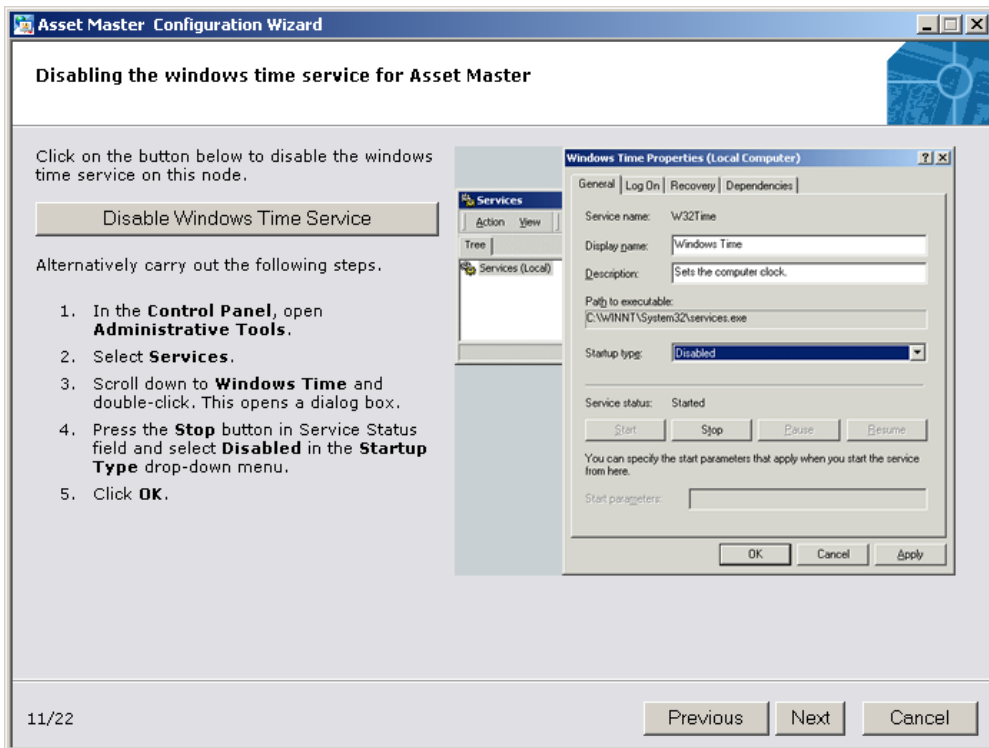 Asset Master Configuration Wizard
Disabling the windows time service for Asset Master
Click on the button below to disable the windows
time service on this node.
Disable Windows Time Service
Alternatively carry out the following steps.
1. In the Control Panel, open
Administrative Tools.
2. Select Services.
3. Scroll down to Windows Time and
double-click. This opens a dialog box.
4. Press the Stop button in Service Status
field and select Disabled in the Startup
Type drop-down menu.
5. Click OK.
Services
Action View
Tree
Services (Local)
Windows Time Properties (Local Computer)
General Log On Recovery Dependencies
Service name: W32Time
Display name: Windows Time
Description: Sets the computer clock.
Path to executable:
C:\WINNT\System32\services.exe
Startup type: Disabled
Service status: Started
Start Stop Pause Resume
You can specify the start parameters that apply when you start the service
from here.
Start parameters:
OK Cancel Apply
11/22
Previous Next Cancel